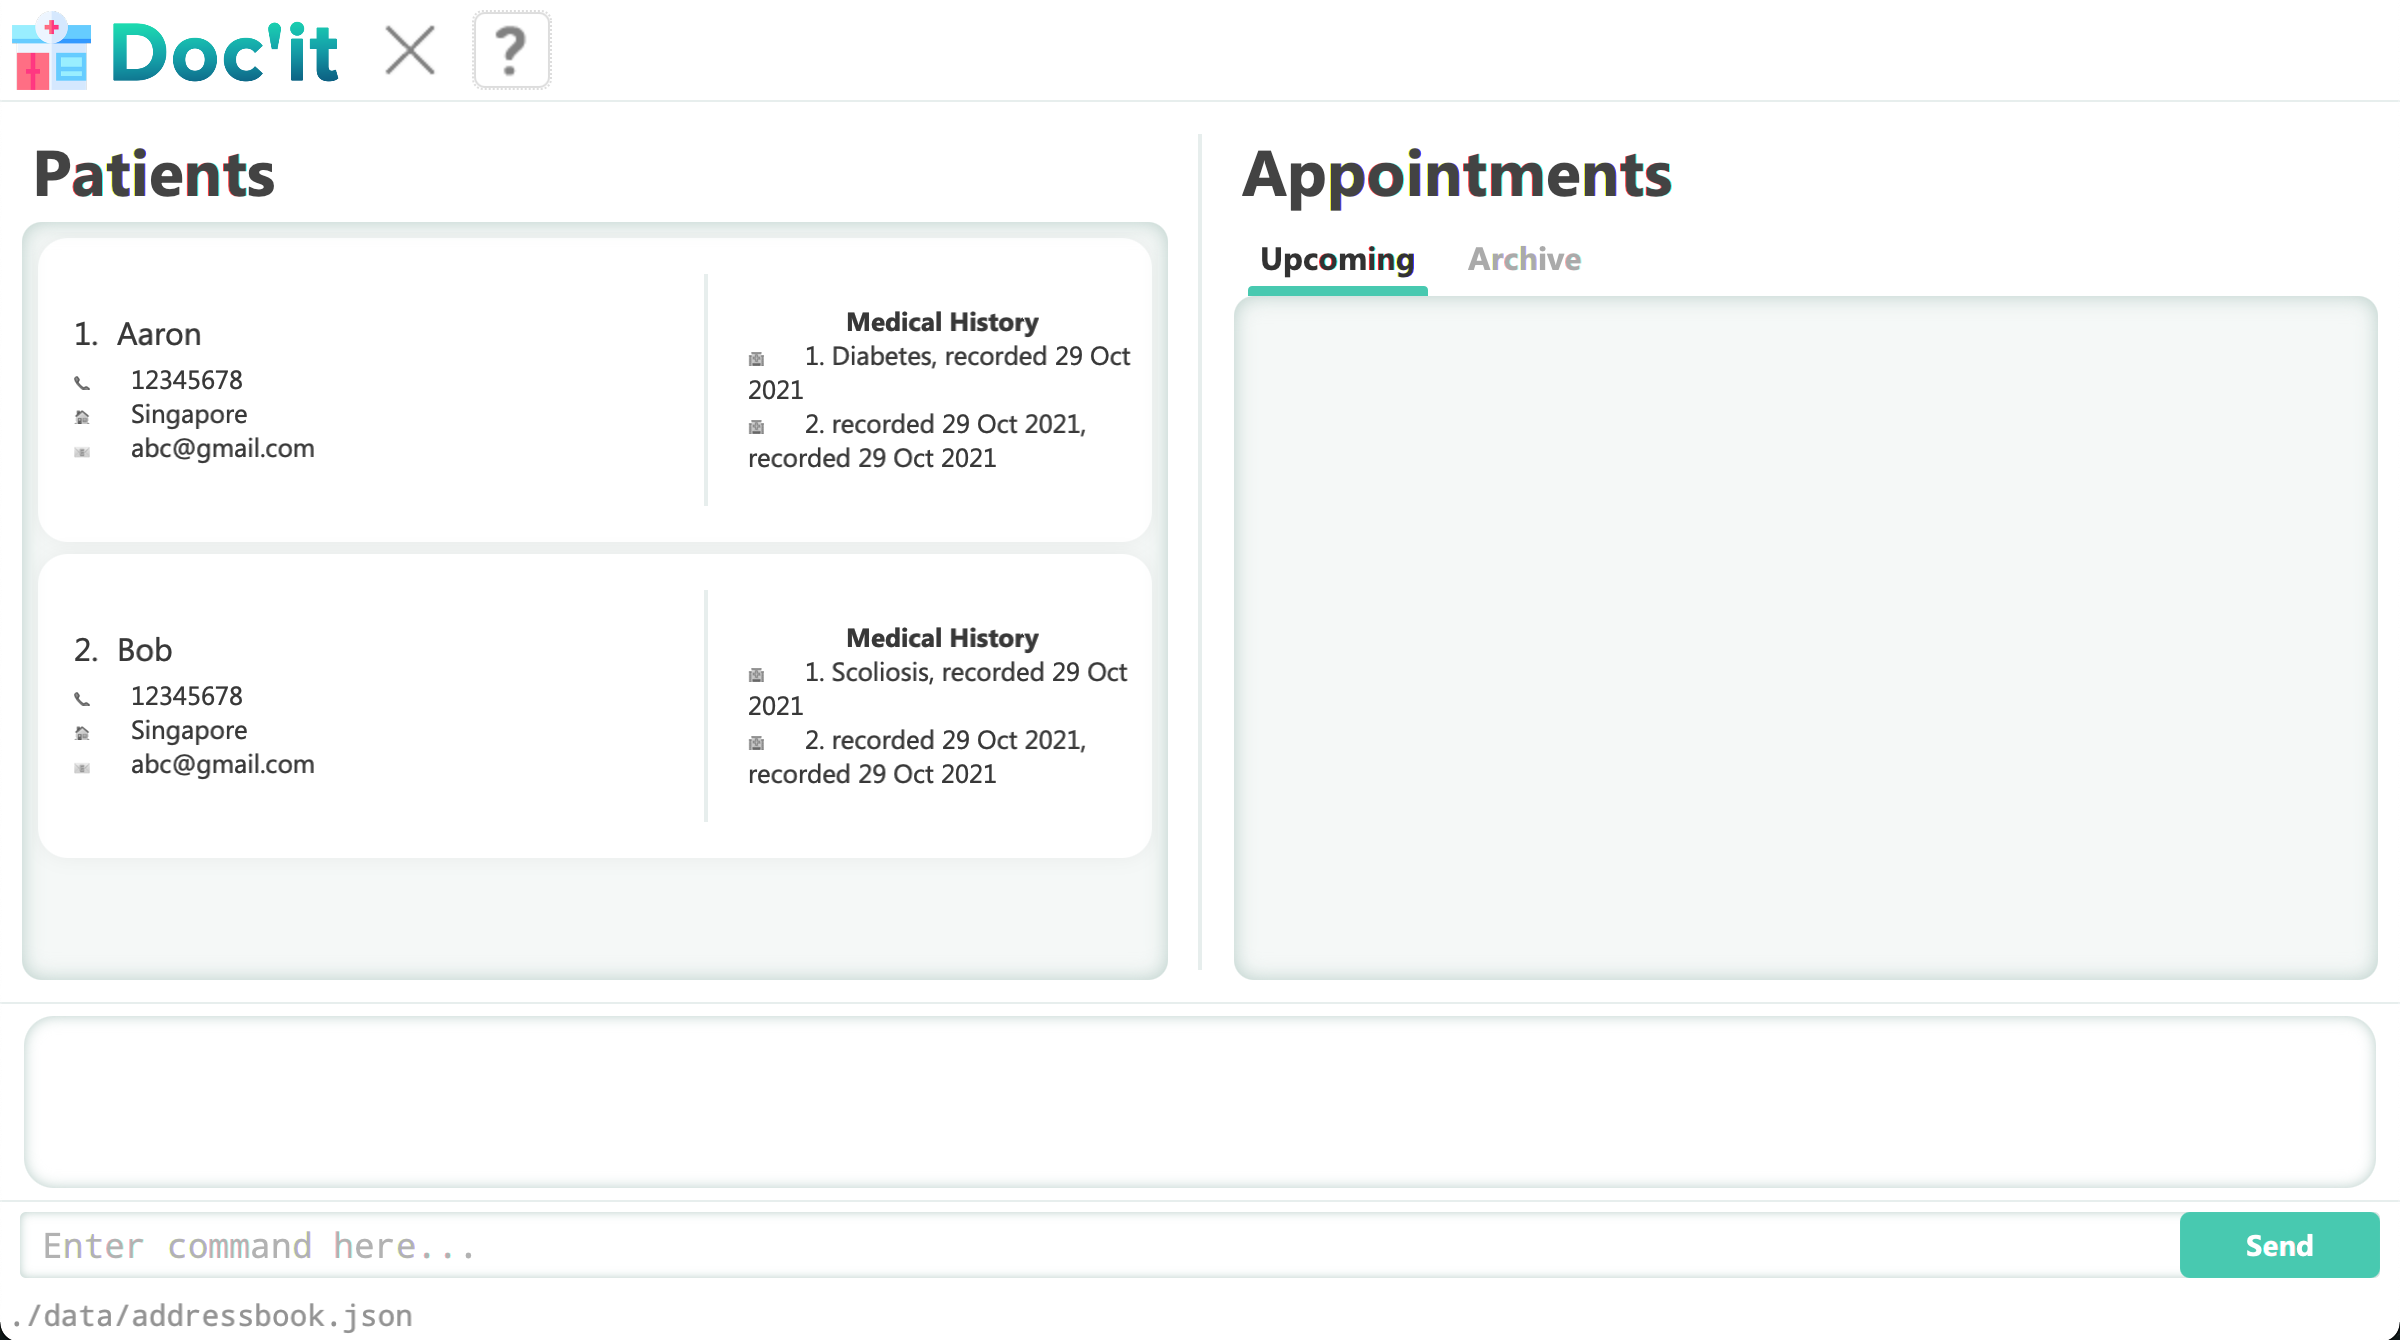 Doc'it
?
Patients
1. Aaron
12345678
Singapore
abc@gmail.com
Medical History
1. Diabetes, recorded 29 Oct
2021
2. recorded 29 Oct 2021,
recorded 29 Oct 2021
2. Bob
12345678
Singapore
abc@gmail.com
Medical History
1. Scoliosis, recorded 29 Oct
2021
2. recorded 29 Oct 2021,
recorded 29 Oct 2021
Appointments
Upcoming Archive
Enter command here...
Send
./data/addressbook.json